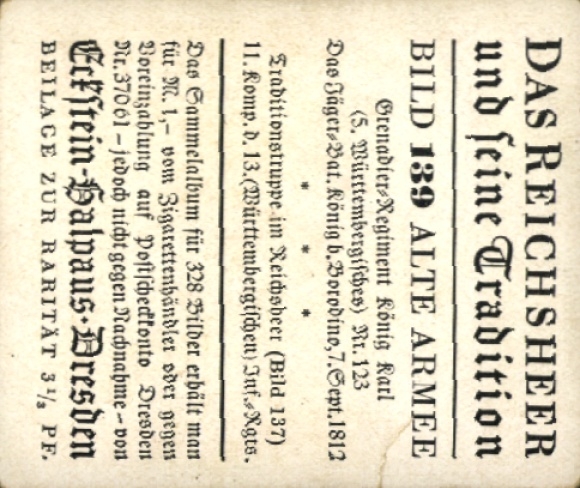 DAS REICHSHEER
und seine Tradition
BILD 139 ALTE ARMEE
Grenadier-Regiment König Karl
(5. Württembergisches) Nr. 123
Das Jäger-Bat. König b. Borodino, 7. Sept. 1812
* * *
Traditionstruppe im Reichsheer (Bild 137)
11. Komp. d. 13. (Württembergischen) Inf.-Rgts.
Das Sammelalbum für 328 Bilder erhält man
für M. 1,- vom Zigarettenhändler oder gegen
Voreinzahlung auf Postscheckkonto Dresden
Nr. 37061 - jedoch nicht gegen Nachnahme - von
Eckstein-Halpaus · Dresden
BEILAGE ZUR RARITÄT 3⅓ PF.